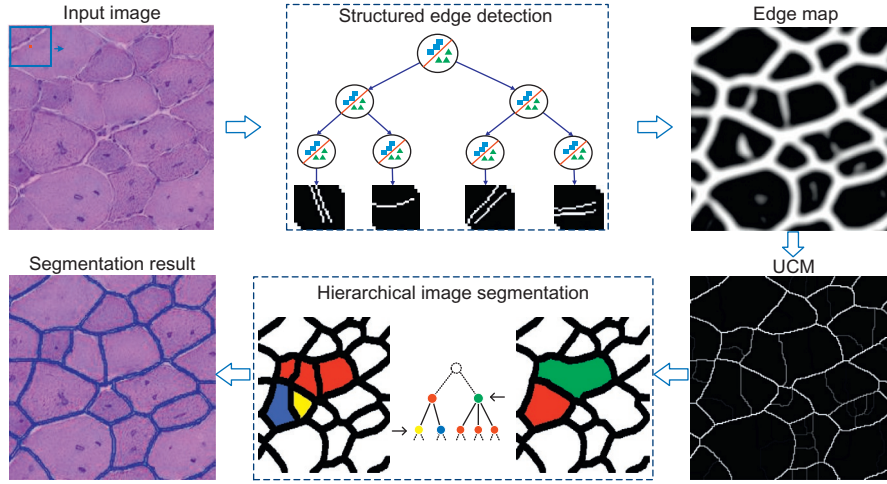 Input image
Structured edge detection
Edge map
Segmentation result
Hierarchical image segmentation
UCM